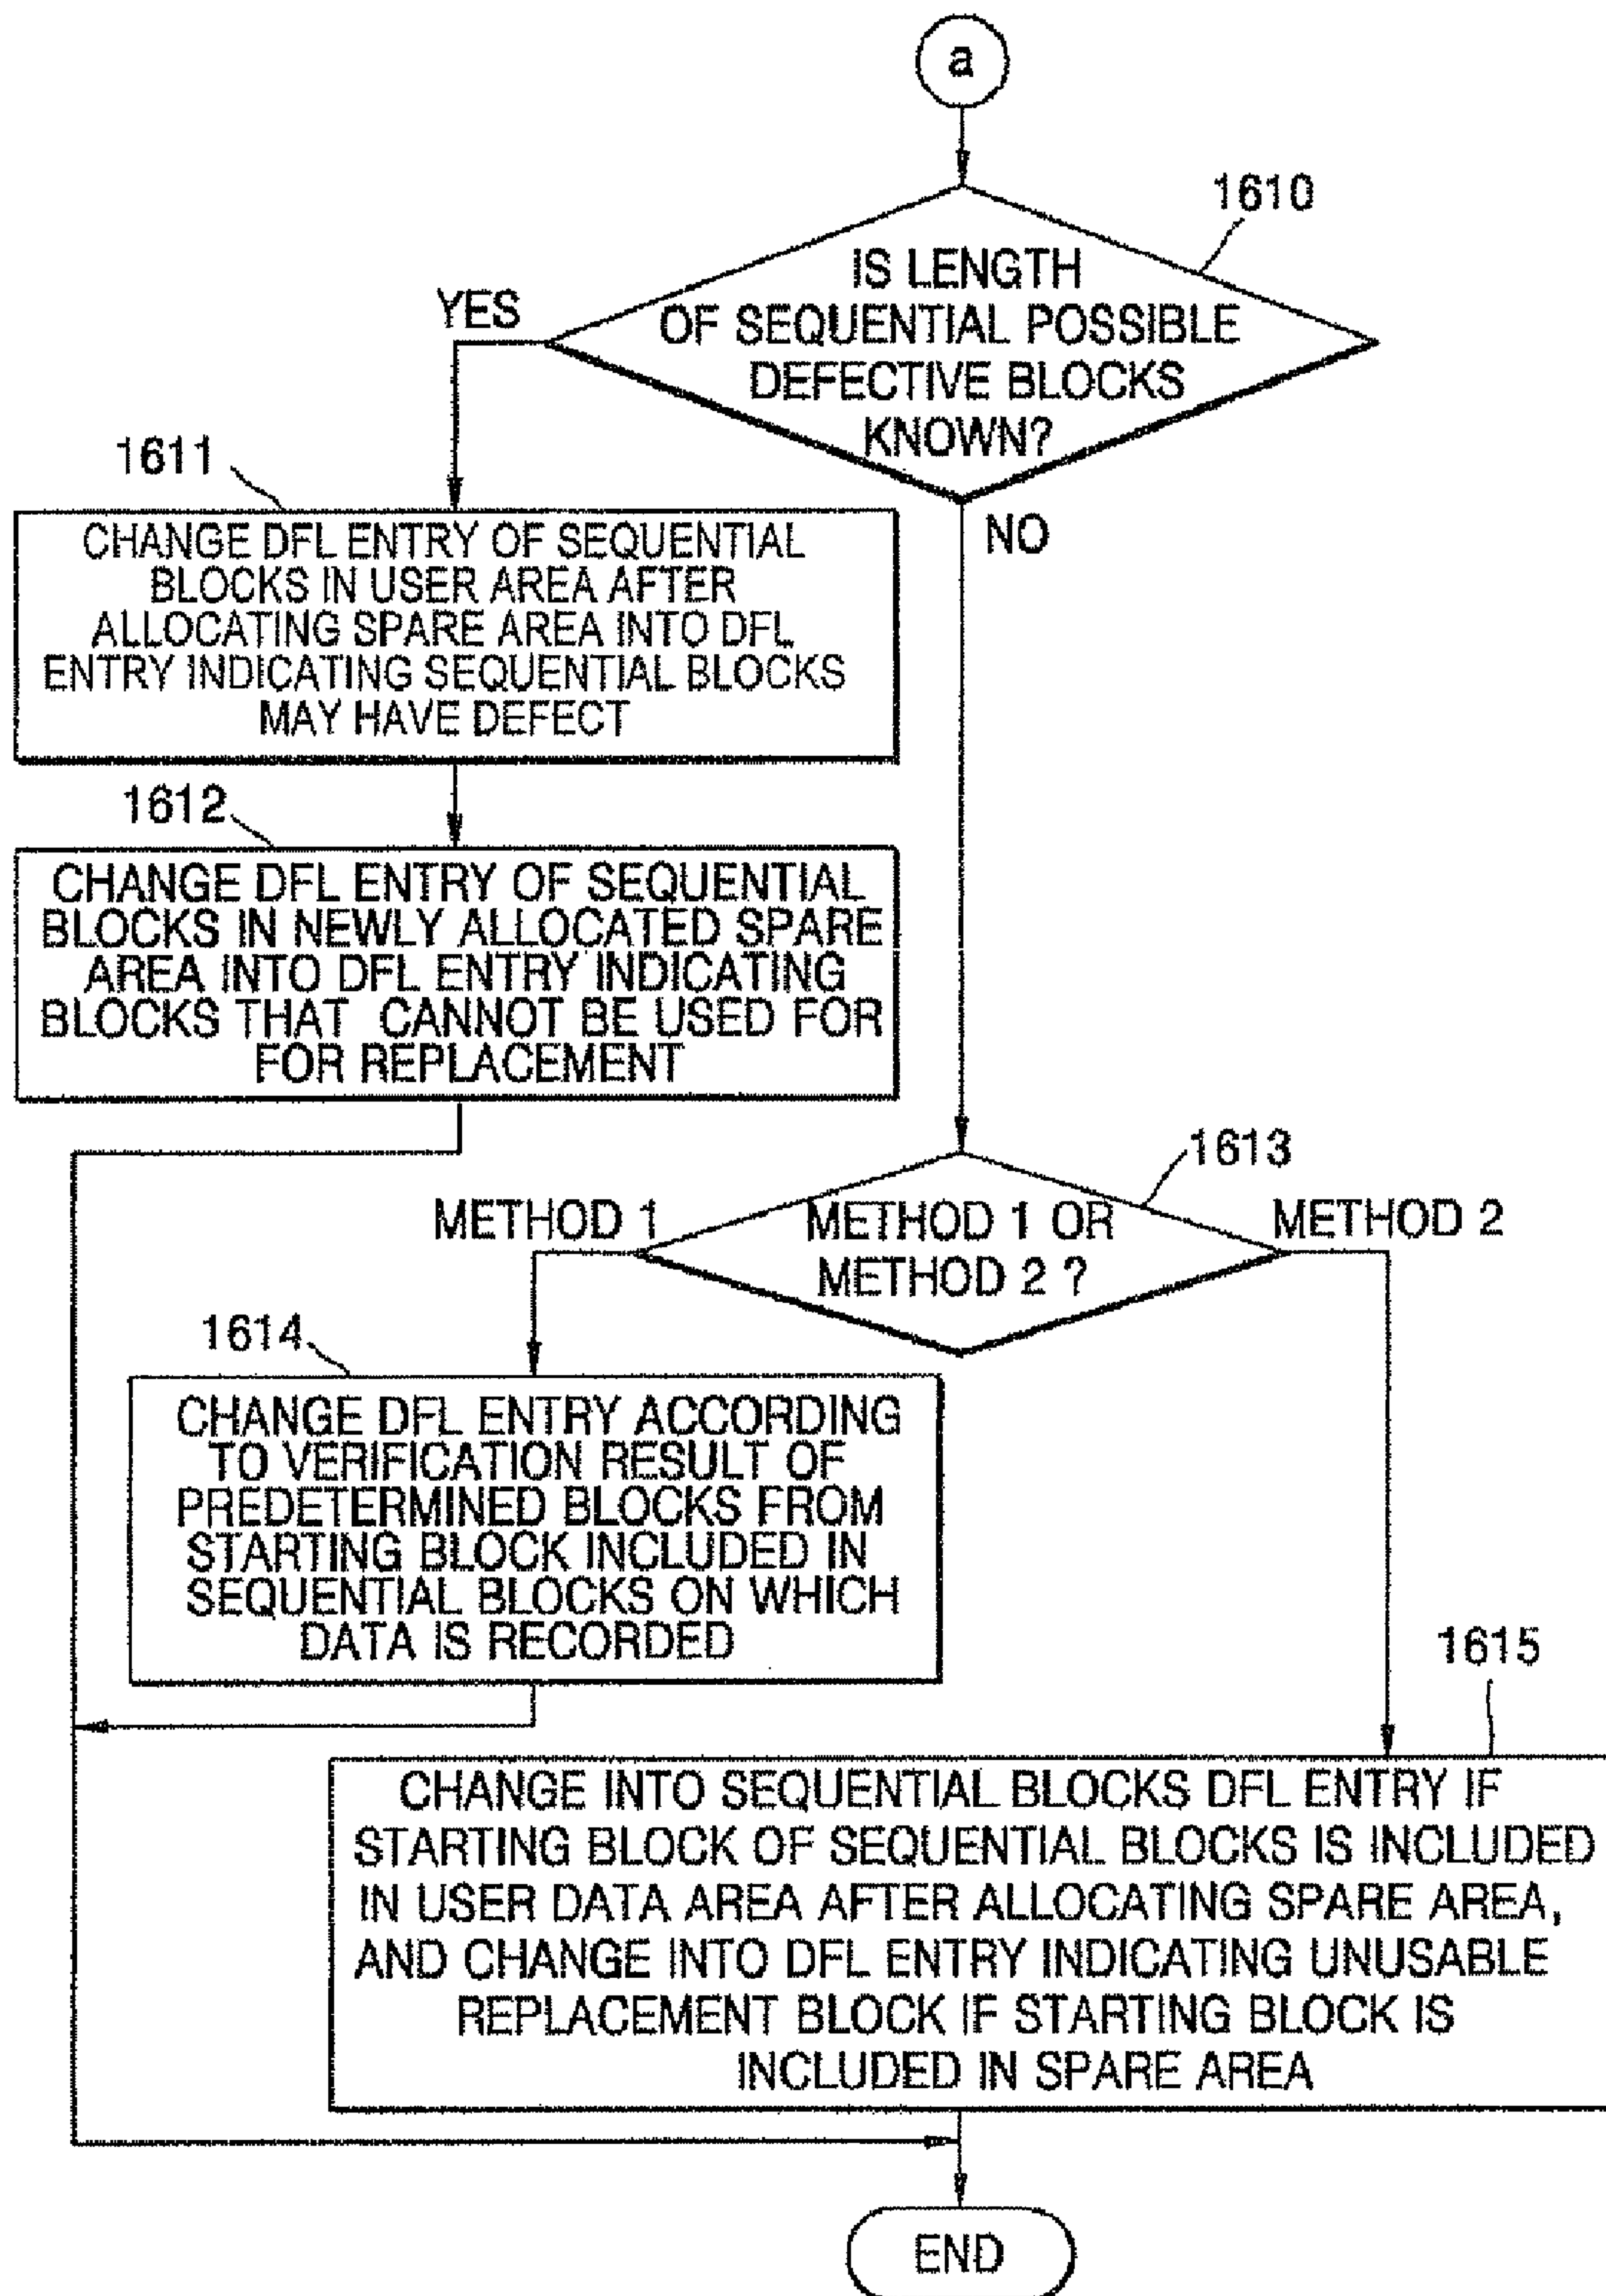 a
1610
IS LENGTH
OF SEQUENTIAL POSSIBLE
DEFECTIVE BLOCKS
KNOWN?
YES
NO
1611
CHANGE DFL ENTRY OF SEQUENTIAL
BLOCKS IN USER AREA AFTER
ALLOCATING SPARE AREA INTO DFL
ENTRY INDICATING SEQUENTIAL BLOCKS
MAY HAVE DEFECT
1612
CHANGE DFL ENTRY OF SEQUENTIAL
BLOCKS IN NEWLY ALLOCATED SPARE
AREA INTO DFL ENTRY INDICATING
BLOCKS THAT CANNOT BE USED FOR
FOR REPLACEMENT
1613
METHOD 1
METHOD 1 OR
METHOD 2 ?
METHOD 2
1614
CHANGE DFL ENTRY ACCORDING
TO VERIFICATION RESULT OF
PREDETERMINED BLOCKS FROM
STARTING BLOCK INCLUDED IN
SEQUENTIAL BLOCKS ON WHICH
DATA IS RECORDED
1615
CHANGE INTO SEQUENTIAL BLOCKS DFL ENTRY IF
STARTING BLOCK OF SEQUENTIAL BLOCKS IS INCLUDED
IN USER DATA AREA AFTER ALLOCATING SPARE AREA,
AND CHANGE INTO DFL ENTRY INDICATING UNUSABLE
REPLACEMENT BLOCK IF STARTING BLOCK IS
INCLUDED IN SPARE AREA
END